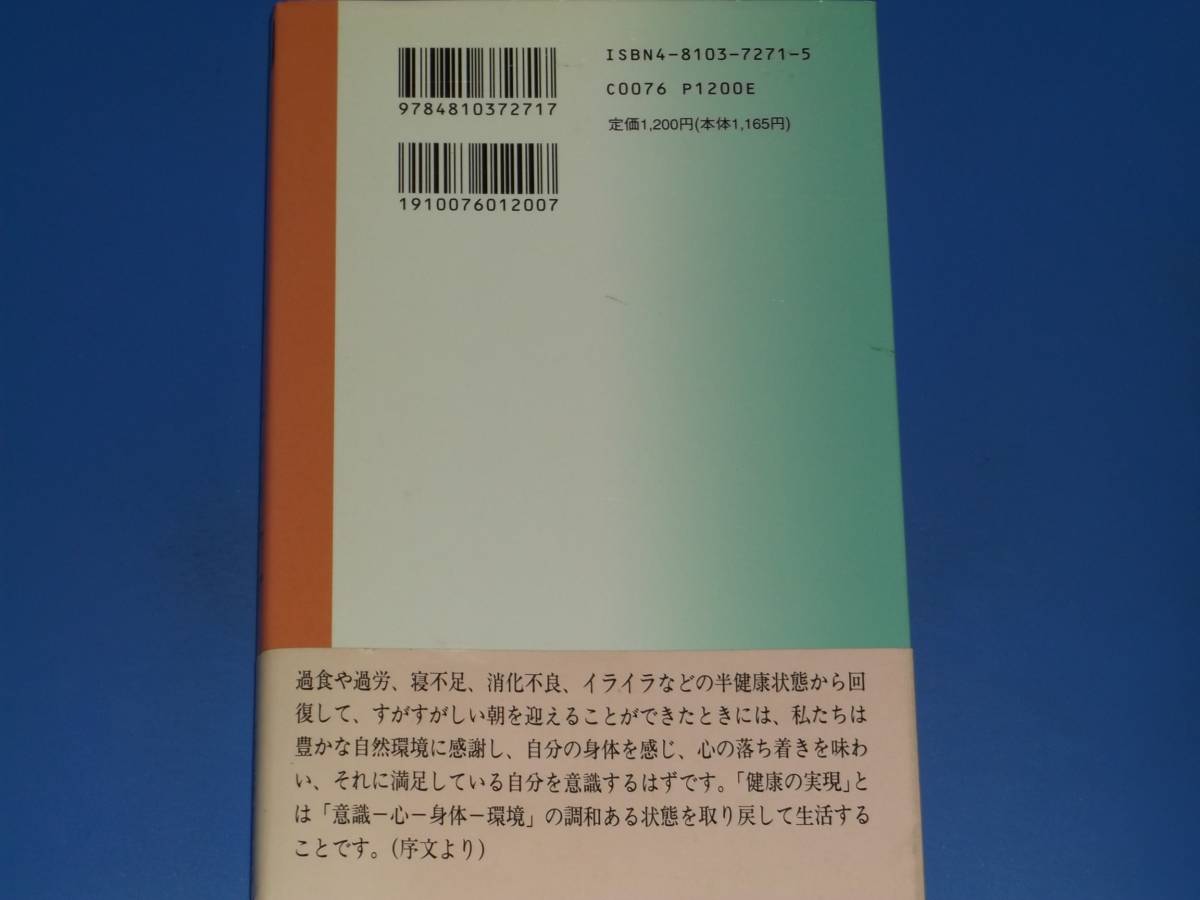 ISBN4-8103-7271-5
9784810372717
C0076 P1200E
定価1,200円(本体1,165円)
1910076012007
過食や過労、寝不足、消化不良、イライラなどの半健康状態から回
復して、すがすがしい朝を迎えることができたときには、私たちは
豊かな自然環境に感謝し、自分の身体を感じ、心の落ち着きを味わ
い、それに満足している自分を意識するはずです。「健康の実現」と
は「意識－心－身体－環境」の調和ある状態を取り戻して生活する
ことです。(序文より)